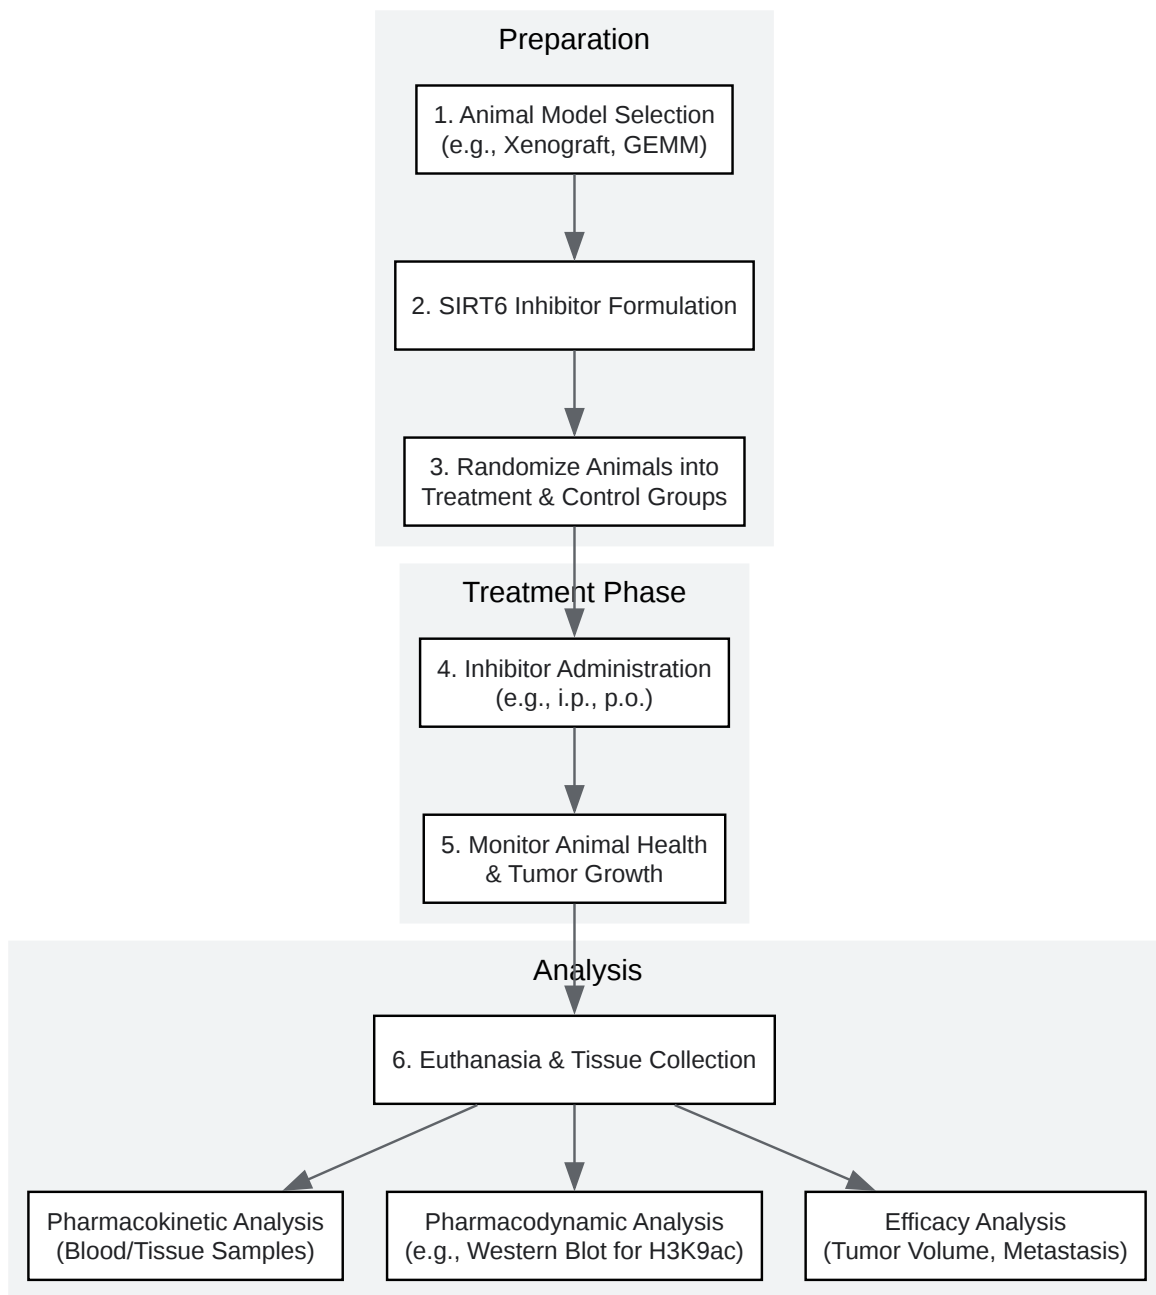 Preparation
1. Animal Model Selection
(e.g., Xenograft, GEMM)
2. SIRT6 Inhibitor Formulation
3. Randomize Animals into
Treatment & Control Groups
Treatment Phase
4. Inhibitor Administration
(e.g., i.p., p.o.)
5. Monitor Animal Health
& Tumor Growth
Analysis
6. Euthanasia & Tissue Collection
Pharmacokinetic Analysis
(Blood/Tissue Samples)
Pharmacodynamic Analysis
(e.g., Western Blot for H3K9ac)
Efficacy Analysis
(Tumor Volume, Metastasis)